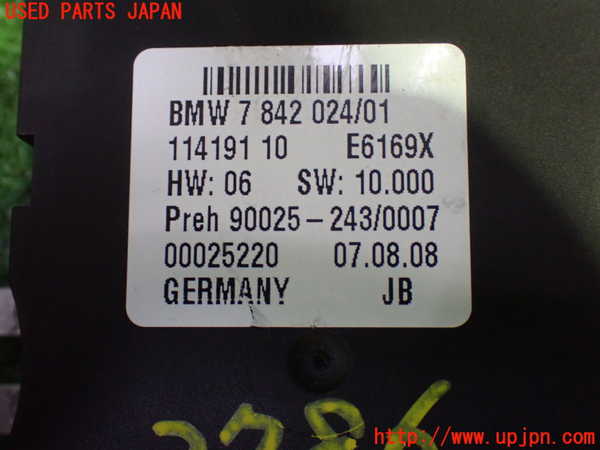 USED PARTS JAPAN
BMW 7 842 024/01
114191 10 E6169X
HW: 06 SW: 10.000
Preh 90025-243/0007
00025220 07.08.08
GERMANY JB
http://www.upjpn.com/